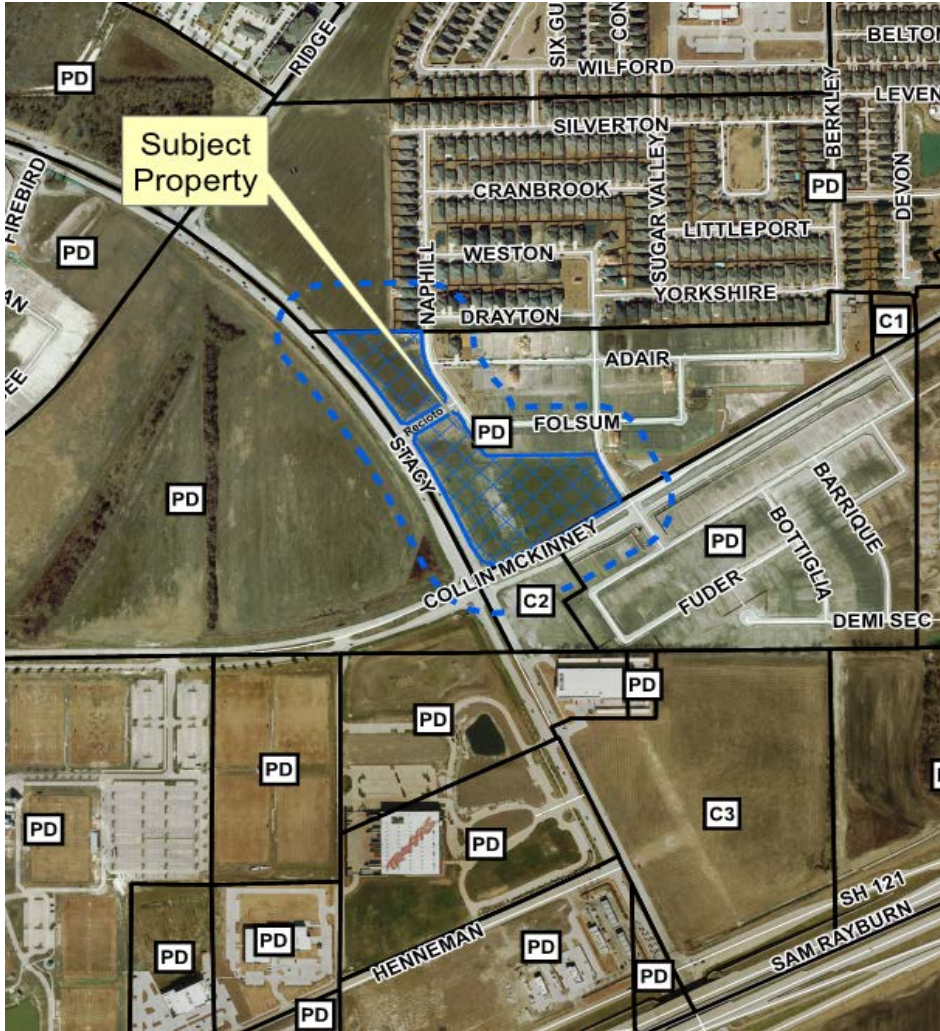 RIDGE
SIX GU
CON
BELTON
PD
WILFORD
LEVEN
SILVERTON
BERKLEY
Subject
Property
SUGAR VALLEY
CRANBROOK
PD
DEVON
FIREBIRD
LITTLEPORT
PD
WESTON
NAPHILL
YORKSHIRE
AN
DRAYTON
C1
ADAIR
EE
Recioto
PD
FOLSUM
STACY
PD
BARRIQUE
BOTTIGLIA
PD
COLLIN MCKINNEY
FUDER
C2
DEMI SEC
PD
PD
PD
PD
C3
PD
PD
SH 121
SAM RAYBURN
PD
PD
HENNEMAN
PD
PD
PD